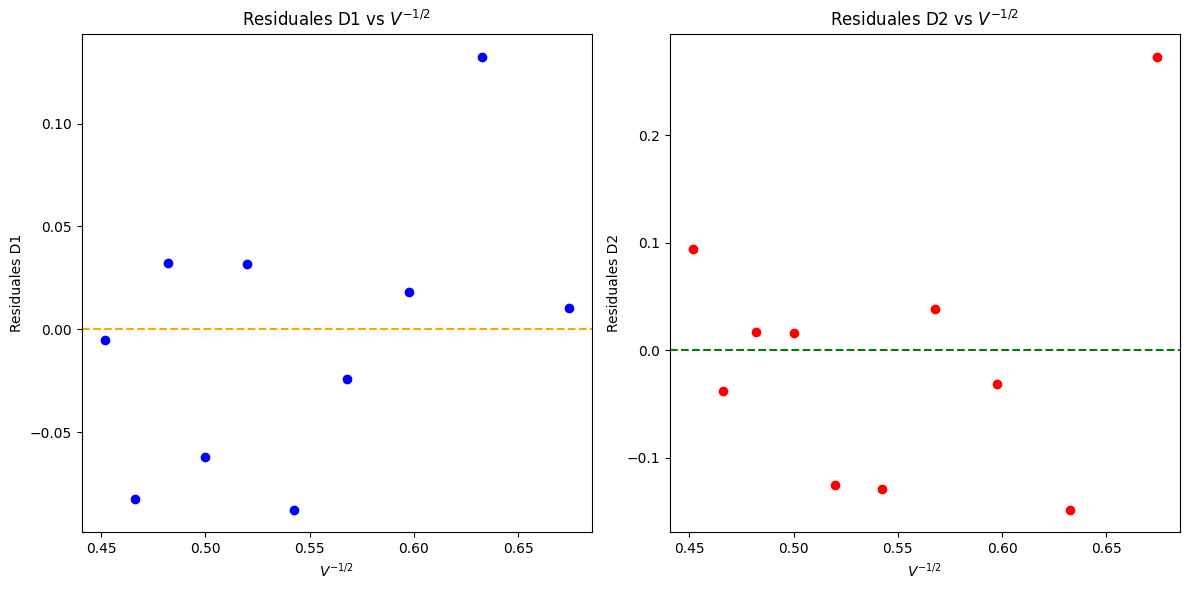 Residuales D1 vs $V^{-1/2}$
Residuales D1
0.10
0.05
0.00
−0.05
0.45 0.50 0.55 0.60 0.65
$V^{-1/2}$
Residuales D2 vs $V^{-1/2}$
Residuales D2
0.2
0.1
0.0
−0.1
0.45 0.50 0.55 0.60 0.65
$V^{-1/2}$